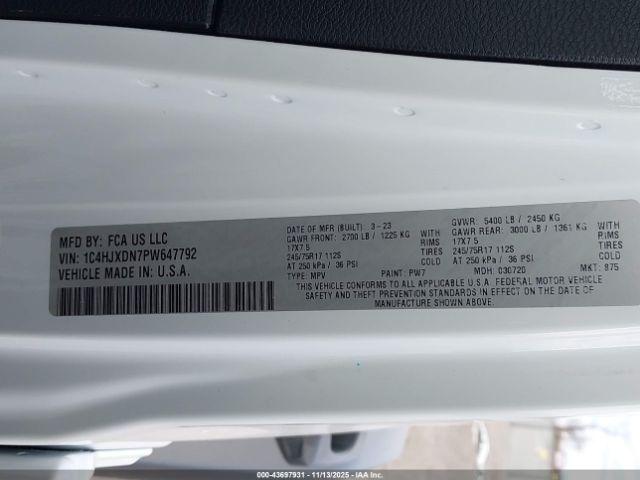 MFD BY: FCA US LLC
VIN: 1C4HJXDN7PW647792
VEHICLE MADE IN U.S.A.
DATE OF MFR (BUILT): 3-23
GAWR FRONT: 2700 LB / 1225 KG
17X7.5 WITH RIMS
245/75R17 112S TIRES
AT 250 kPa / 36 PSI COLD
GVWR: 5400 LB / 2450 KG
GAWR REAR: 3000 LB / 1361 KG WITH
17X7.5 RIMS
245/75R17 112S TIRES
AT 250 kPa / 36 PSI COLD
TYPE: MPV PAINT: PW7 MDH: 030720 MKT: 875
THIS VEHICLE CONFORMS TO ALL APPLICABLE U.S.A. FEDERAL MOTOR VEHICLE
SAFETY AND THEFT PREVENTION STANDARDS IN EFFECT ON THE DATE OF
MANUFACTURE SHOWN ABOVE.
00-43697931 - 11/13/2025 - IAA Inc.